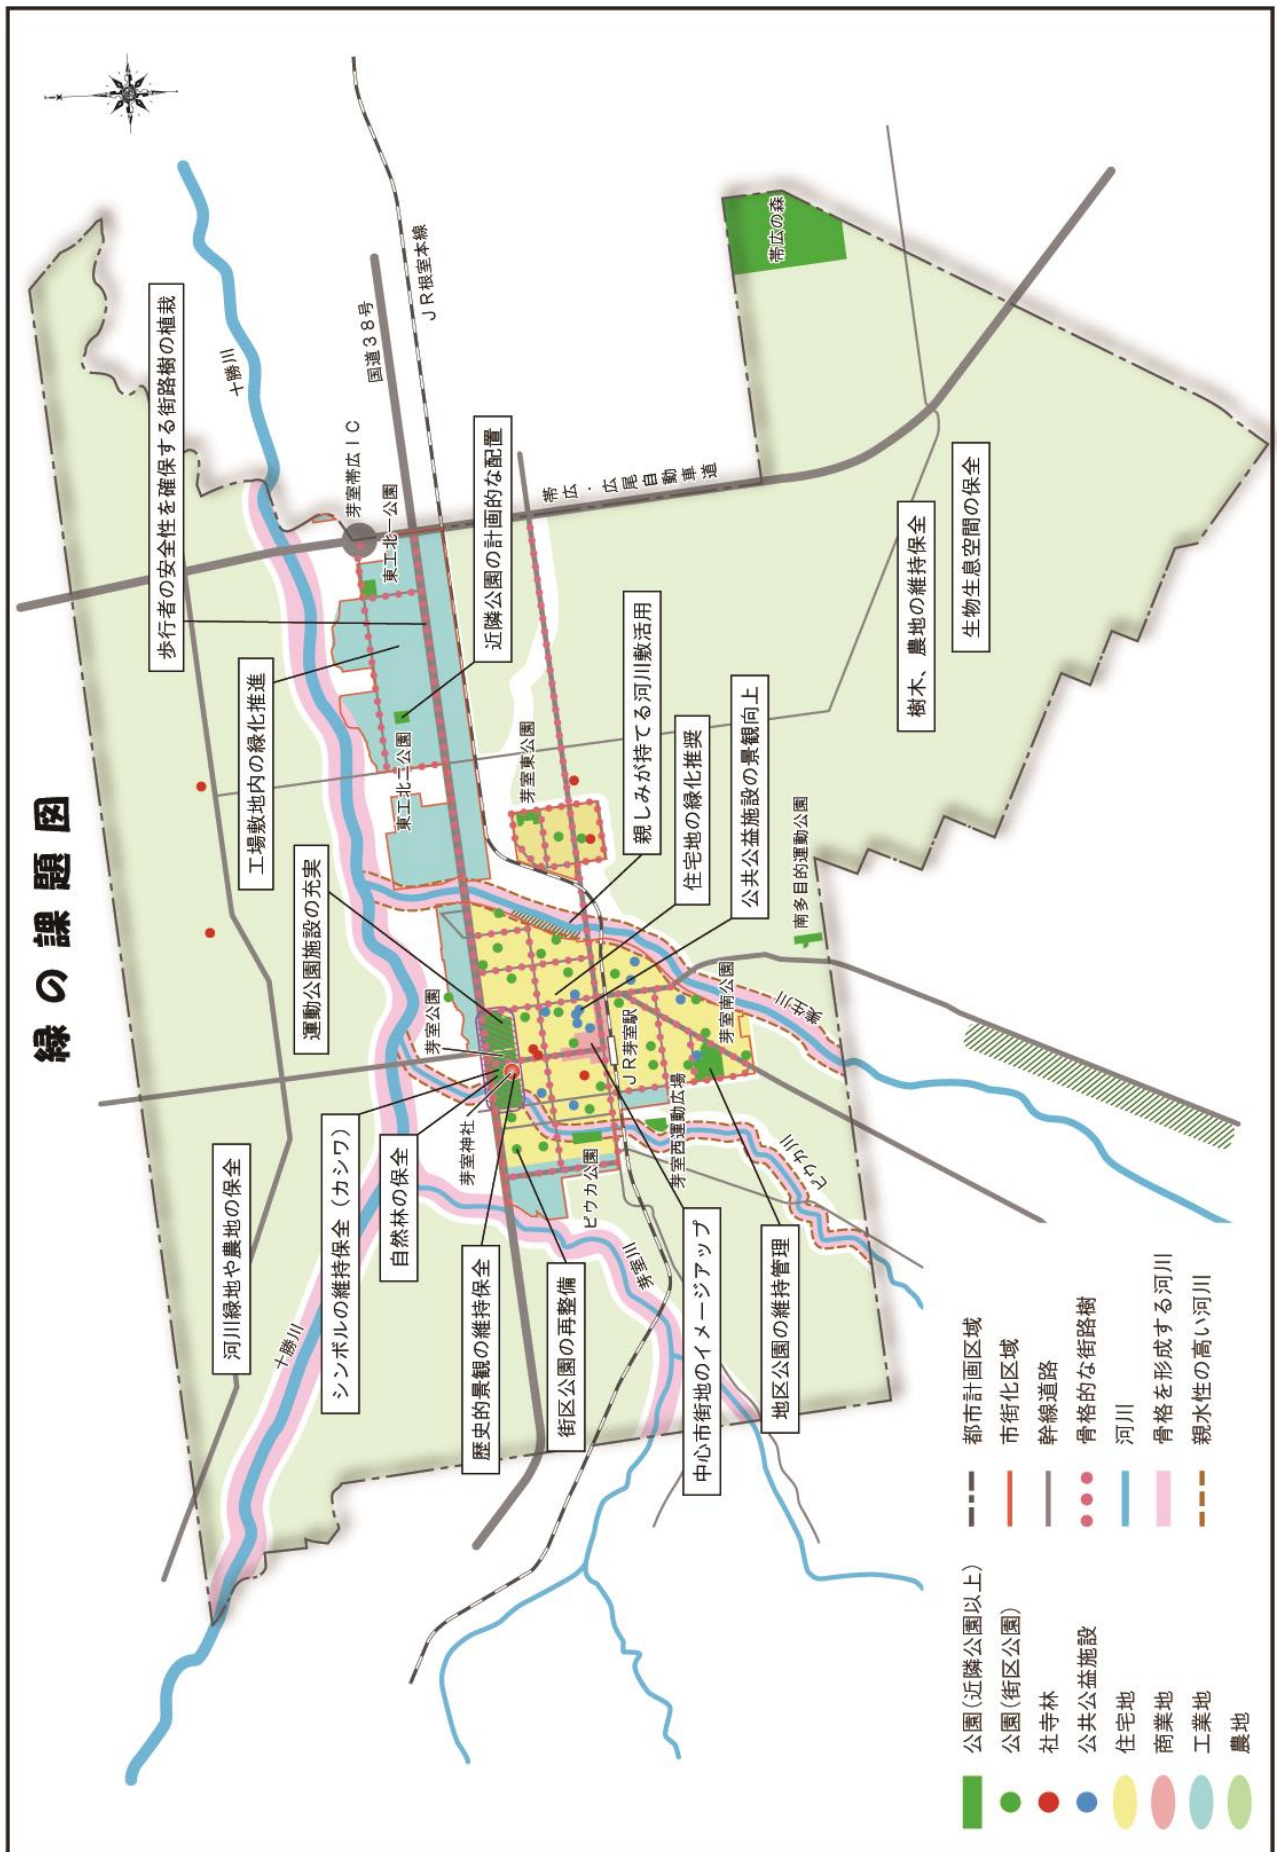 緑の課題図
歩行者の安全性を確保する街路樹の植栽
工場敷地内の緑化推進
運動公園施設の充実
シンボルの維持保全（カシワ）
河川緑地や農地の保全
自然林の保全
歴史的景観の維持保全
街区公園の再整備
中心市街地のイメージアップ
地区公園の維持管理
近隣公園の計画的な配置
親しみが持てる河川敷活用
住宅地の緑化推奨
公共公益施設の景観向上
樹木、農地の維持保全
生物生息空間の保全
十勝川
十勝川
芽室帯広ＩＣ
国道３８号
ＪＲ根室本線
帯広・広尾自動車道
帯広の森
東工北一公園
東工北二公園
芽室東公園
芽室公園
芽室神社
ＪＲ芽室駅
芽室南公園
南多目的運動公園
美生川
芽室西運動広場
ピウカ川
ピウカ公園
芽室川
公園(近隣公園以上)
公園(街区公園)
社寺林
公共公益施設
住宅地
商業地
工業地
農地
都市計画区域
市街化区域
幹線道路
骨格的な街路樹
河川
骨格を形成する河川
親水性の高い河川